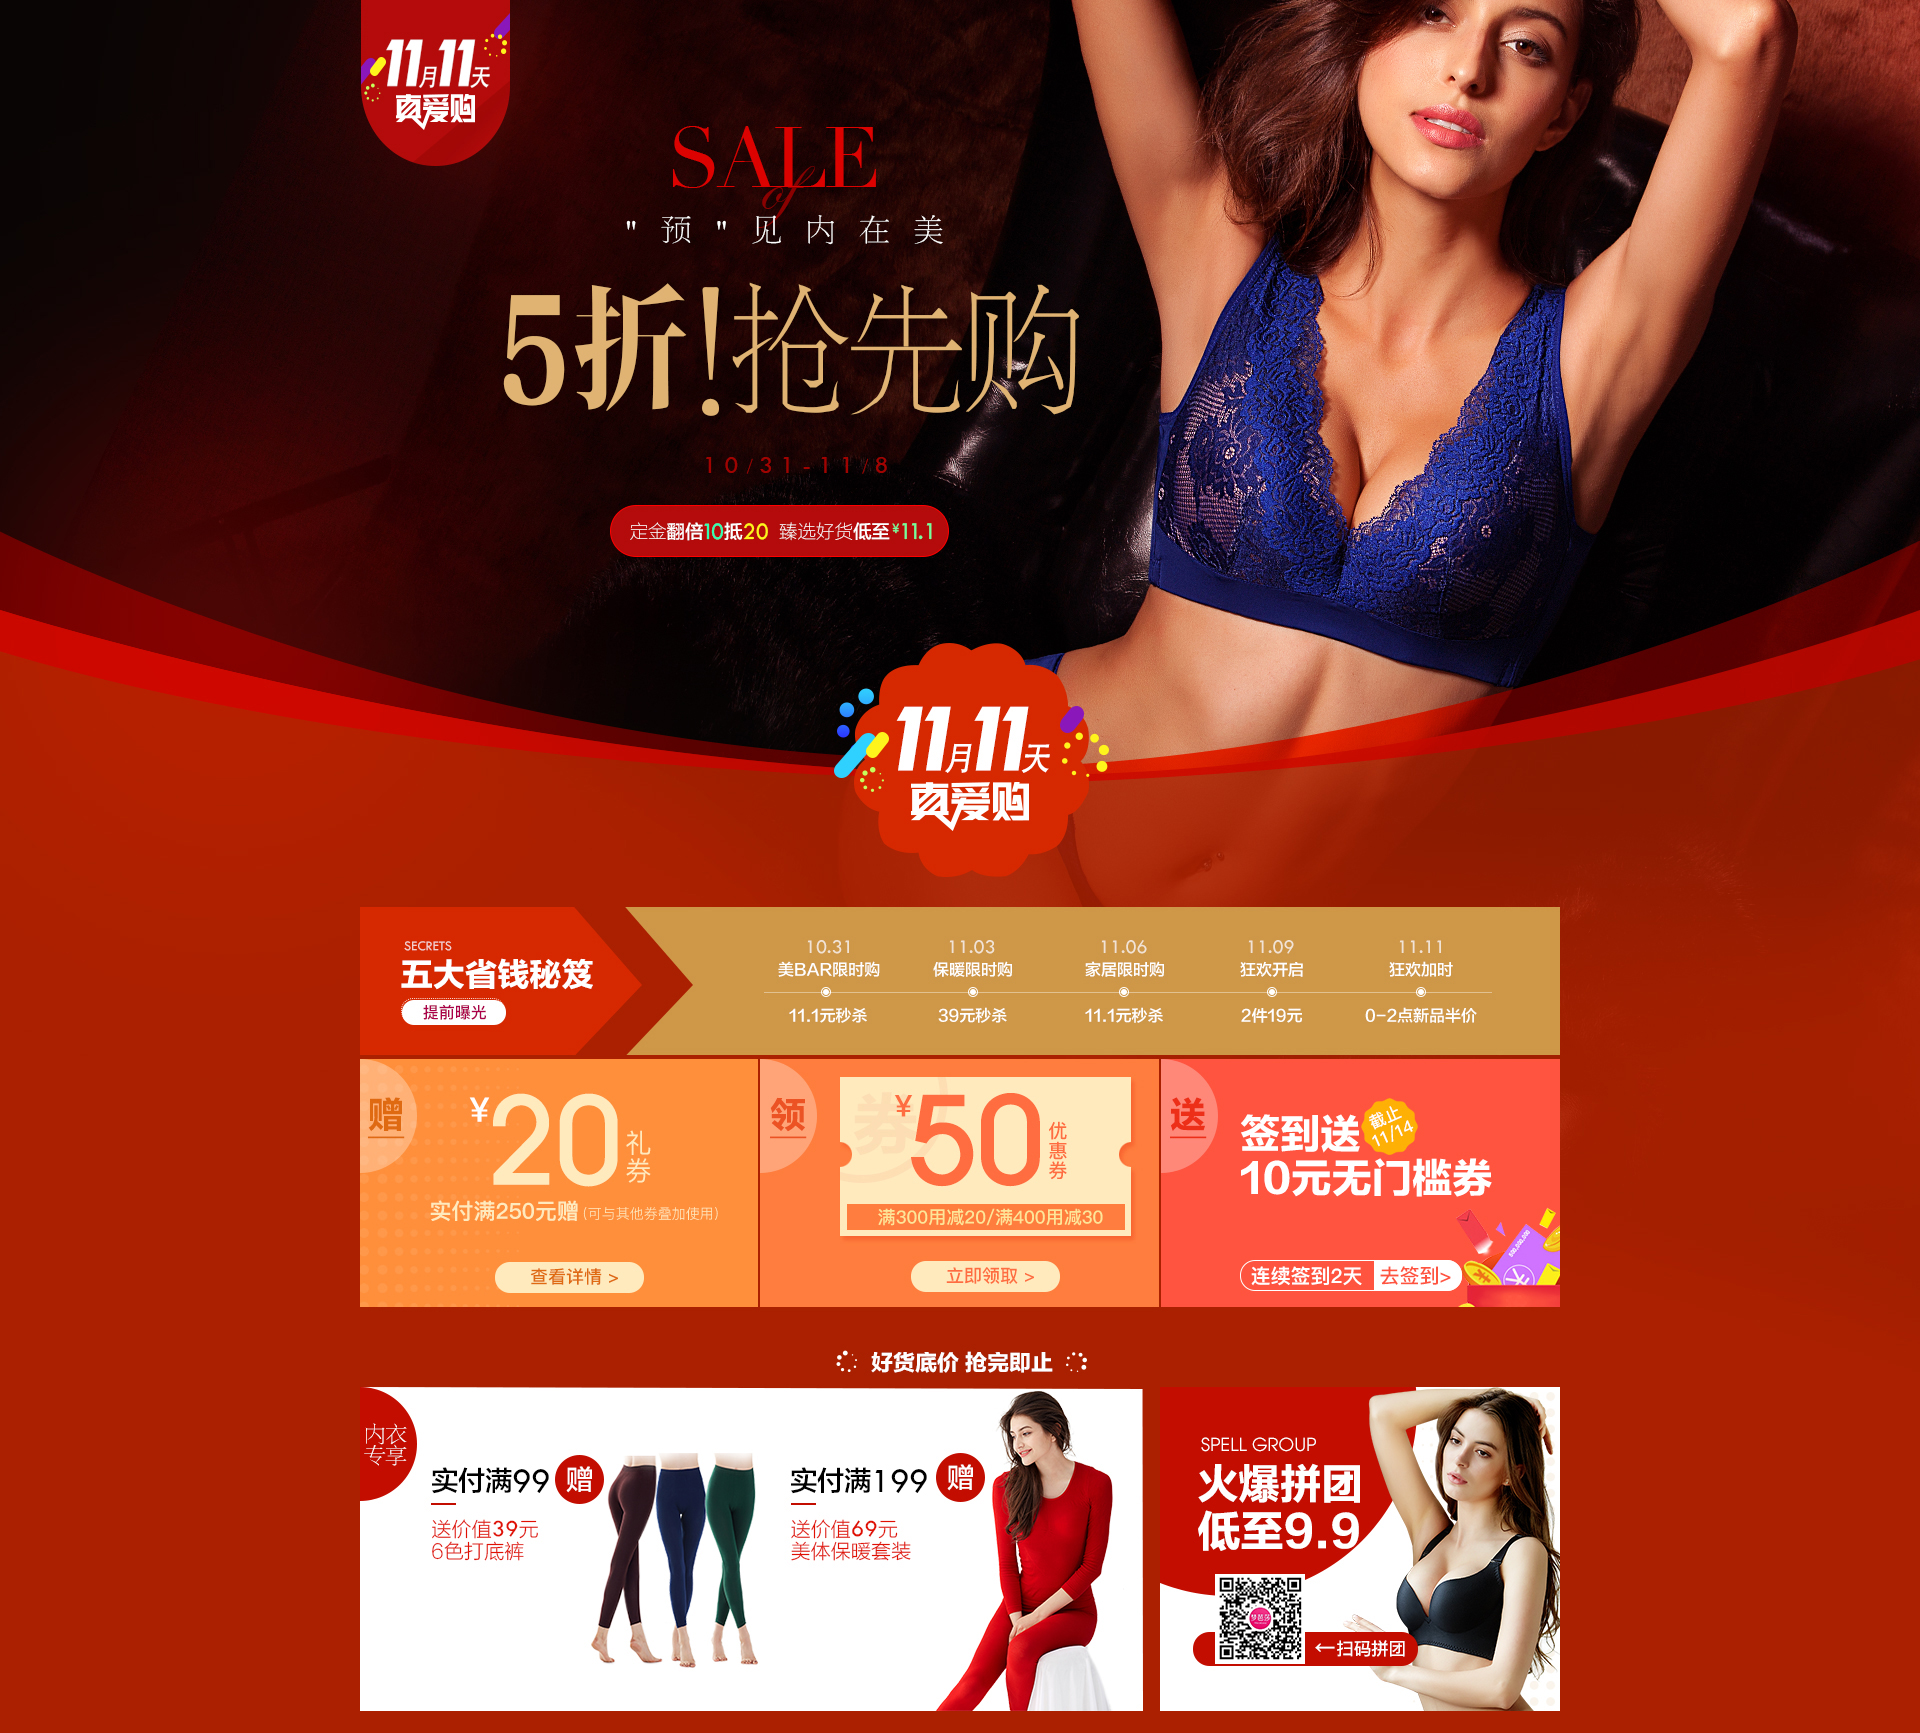 11月11天
真爱购
SALE
of
"预"见内在美
5折!抢先购
10/31-11/8
定金翻倍10抵20 臻选好货低至¥11.1
11月11天
真爱购
SECRETS
五大省钱秘笈
提前曝光
10.31
美BAR限时购
11.1元秒杀
11.03
保暖限时购
39元秒杀
11.06
家居限时购
11.1元秒杀
11.09
狂欢开启
2件19元
11.11
狂欢加时
0-2点新品半价
赠
¥20礼券
实付满250元赠(可与其他券叠加使用)
查看详情 >
领
券
¥50优惠券
满300用减20/满400用减30
立即领取 >
送
签到送
截止
11/14
10元无门槛券
连续签到2天 去签到>
好货底价 抢完即止
内衣
专享
实付满99 赠
送价值39元
6色打底裤
实付满199 赠
送价值69元
美体保暖套装
SPELL GROUP
火爆拼团
低至9.9
梦芭莎
←扫码拼团